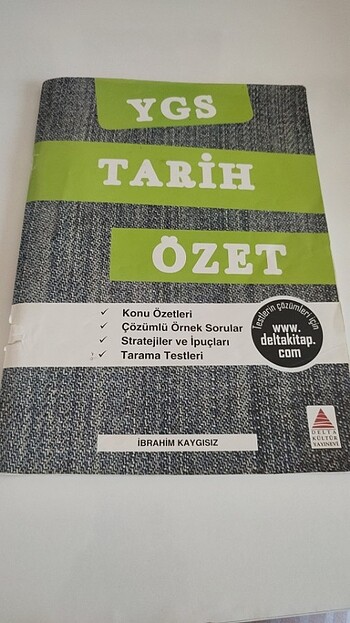 YGS
TARİH
ÖZET
✓ Konu Özetleri
✓ Çözümlü Örnek Sorular
✓ Stratejiler ve İpuçları
✓ Tarama Testleri
Testlerin çözümleri için
www.
deltakitap.
com
İBRAHİM KAYGISIZ
DELTA
KÜLTÜR
YAYINEVİ